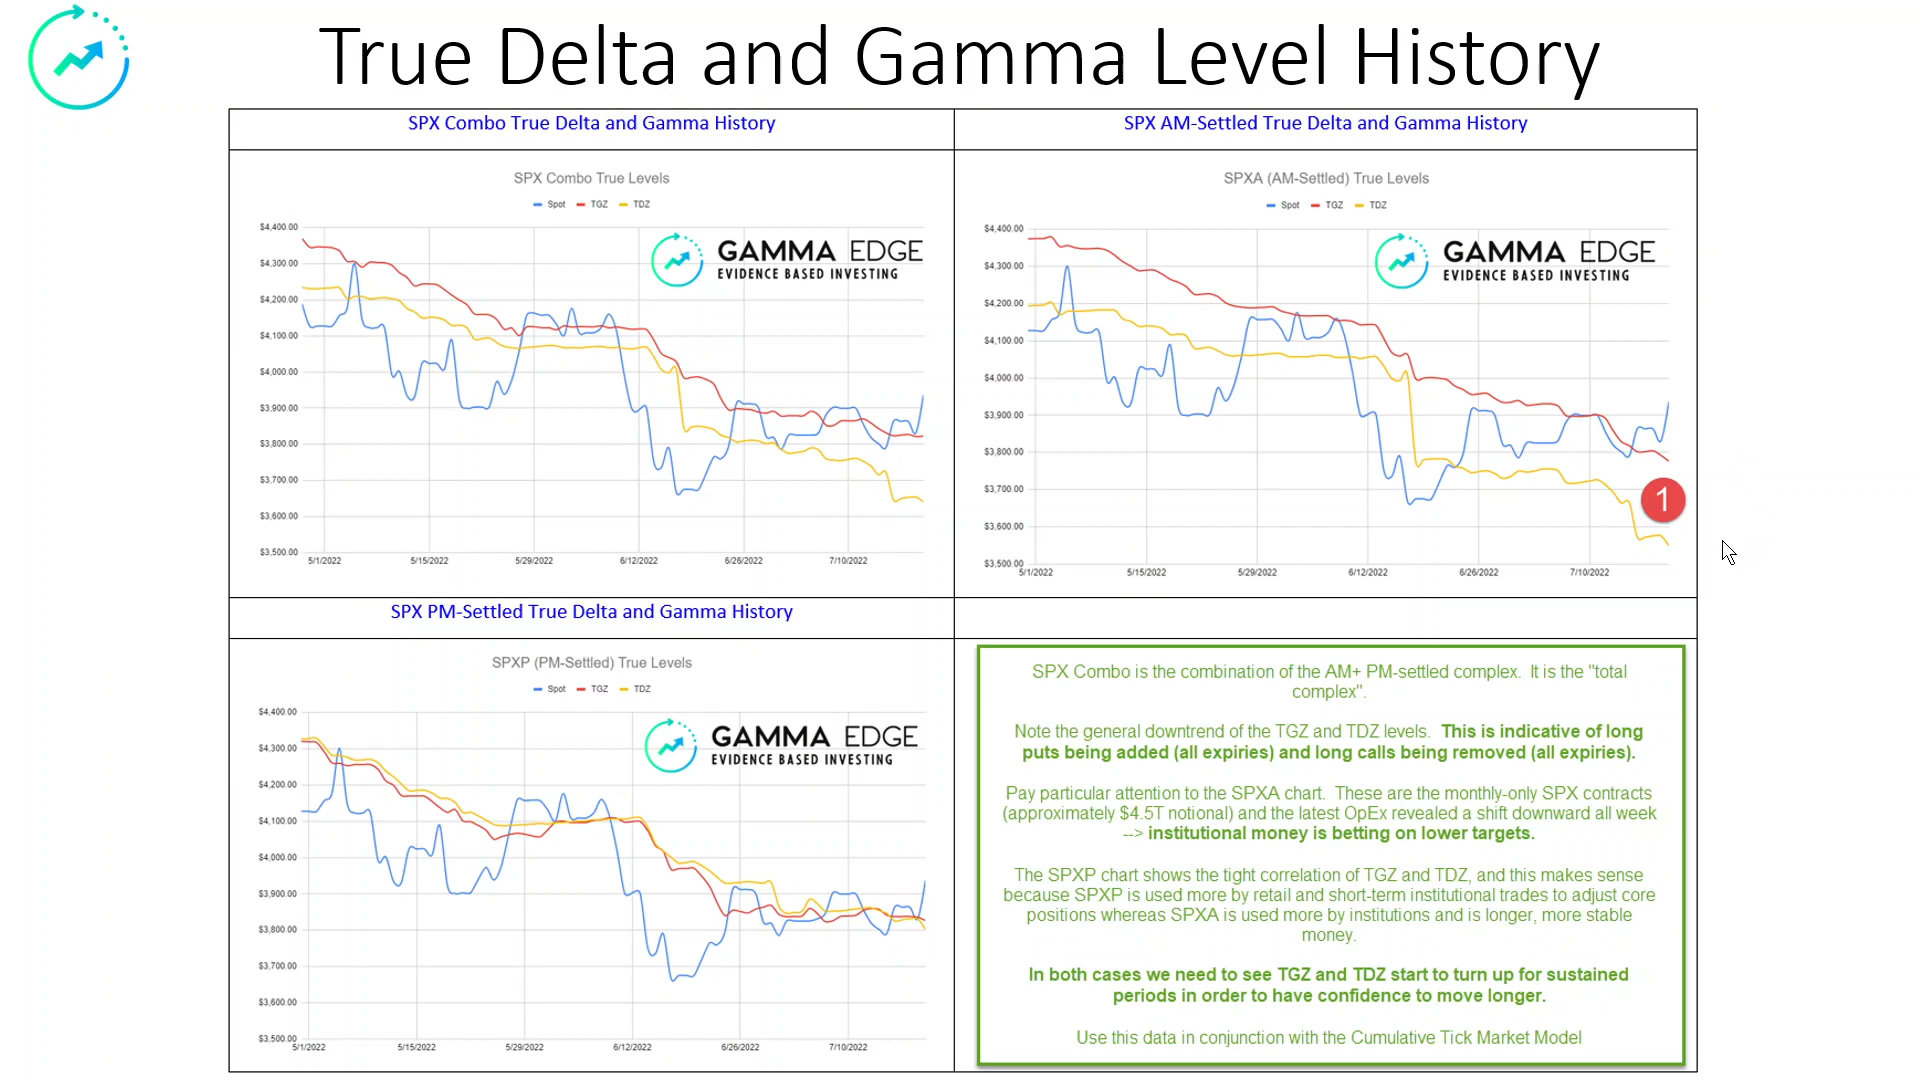 True Delta and Gamma Level History
SPX Combo True Delta and Gamma History
SPX AM-Settled True Delta and Gamma History
SPX Combo True Levels
Spot TGZ TDZ
GAMMA EDGE
EVIDENCE BASED INVESTING
$4,400.00
$4,300.00
$4,200.00
$4,100.00
$4,000.00
$3,900.00
$3,800.00
$3,700.00
$3,600.00
$3,500.00
5/1/2022 5/15/2022 5/29/2022 6/12/2022 6/26/2022 7/10/2022
SPXA (AM-Settled) True Levels
Spot TGZ TDZ
GAMMA EDGE
EVIDENCE BASED INVESTING
$4,400.00
$4,300.00
$4,200.00
$4,100.00
$4,000.00
$3,900.00
$3,800.00
$3,700.00
$3,600.00
$3,500.00
1
5/1/2022 5/15/2022 5/29/2022 6/12/2022 6/26/2022 7/10/2022
SPX PM-Settled True Delta and Gamma History
SPXP (PM-Settled) True Levels
Spot TGZ TDZ
GAMMA EDGE
EVIDENCE BASED INVESTING
$4,400.00
$4,300.00
$4,200.00
$4,100.00
$4,000.00
$3,900.00
$3,800.00
$3,700.00
$3,600.00
$3,500.00
5/1/2022 5/15/2022 5/29/2022 6/12/2022 6/26/2022 7/10/2022
SPX Combo is the combination of the AM+ PM-settled complex. It is the "total
complex".
Note the general downtrend of the TGZ and TDZ levels. This is indicative of long
puts being added (all expiries) and long calls being removed (all expiries).
Pay particular attention to the SPXA chart. These are the monthly-only SPX contracts
(approximately $4.5T notional) and the latest OpEx revealed a shift downward all week
--> institutional money is betting on lower targets.
The SPXP chart shows the tight correlation of TGZ and TDZ, and this makes sense
because SPXP is used more by retail and short-term institutional trades to adjust core
positions whereas SPXA is used more by institutions and is longer, more stable
money.
In both cases we need to see TGZ and TDZ start to turn up for sustained
periods in order to have confidence to move longer.
Use this data in conjunction with the Cumulative Tick Market Model